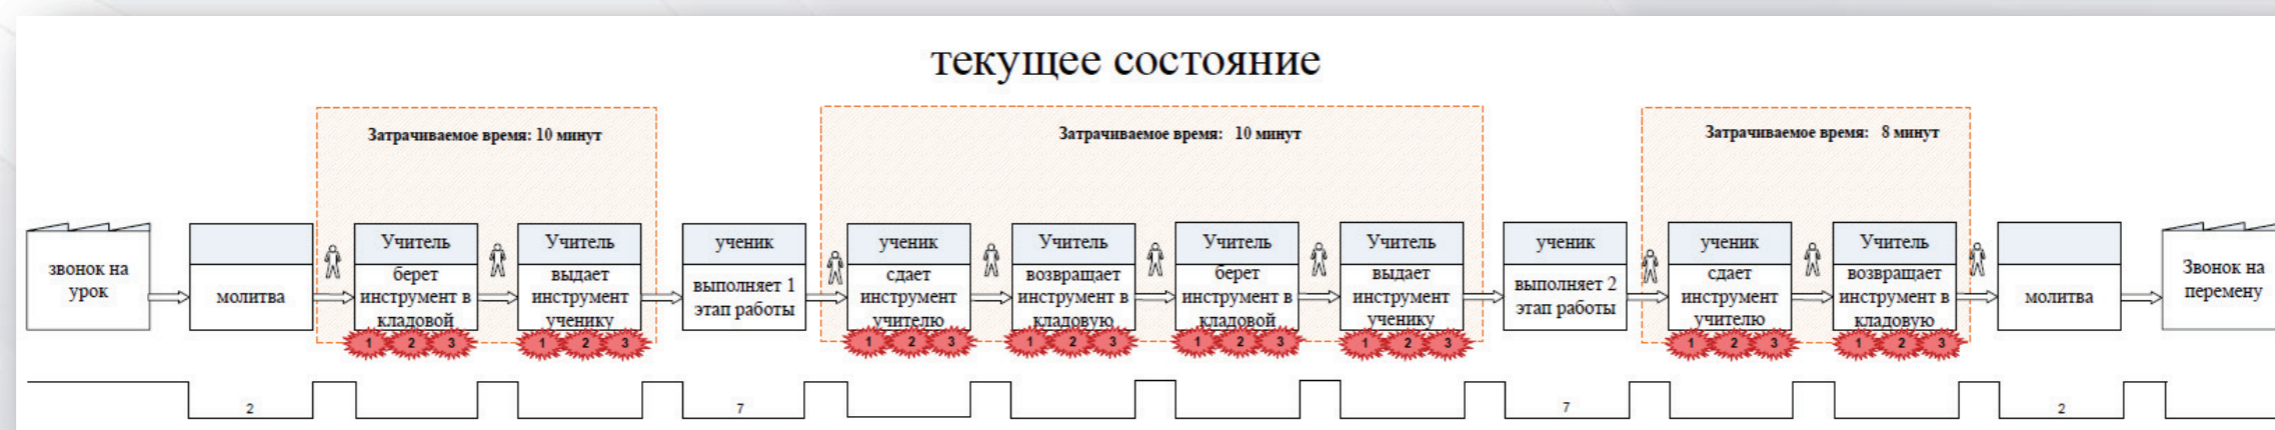 текущее состояние
Затрачиваемое время: 10 минут
Затрачиваемое время: 10 минут
Затрачиваемое время: 8 минут
звонок на
урок
молитва
Учитель
берет
инструмент в
кладовой
1 2 3
Учитель
выдает
инструмент
ученику
1 2 3
ученик
выполняет 1
этап работы
ученик
сдает
инструмент
учителю
1 2 3
Учитель
возвращает
инструмент в
кладовую
1 2 3
Учитель
берет
инструмент в
кладовой
1 2 3
Учитель
выдает
инструмент
ученику
1 2 3
ученик
выполняет 2
этап работы
ученик
сдает
инструмент
учителю
1 2 3
Учитель
возвращает
инструмент в
кладовую
1 2 3
молитва
Звонок на
перемену
2
7
7
2